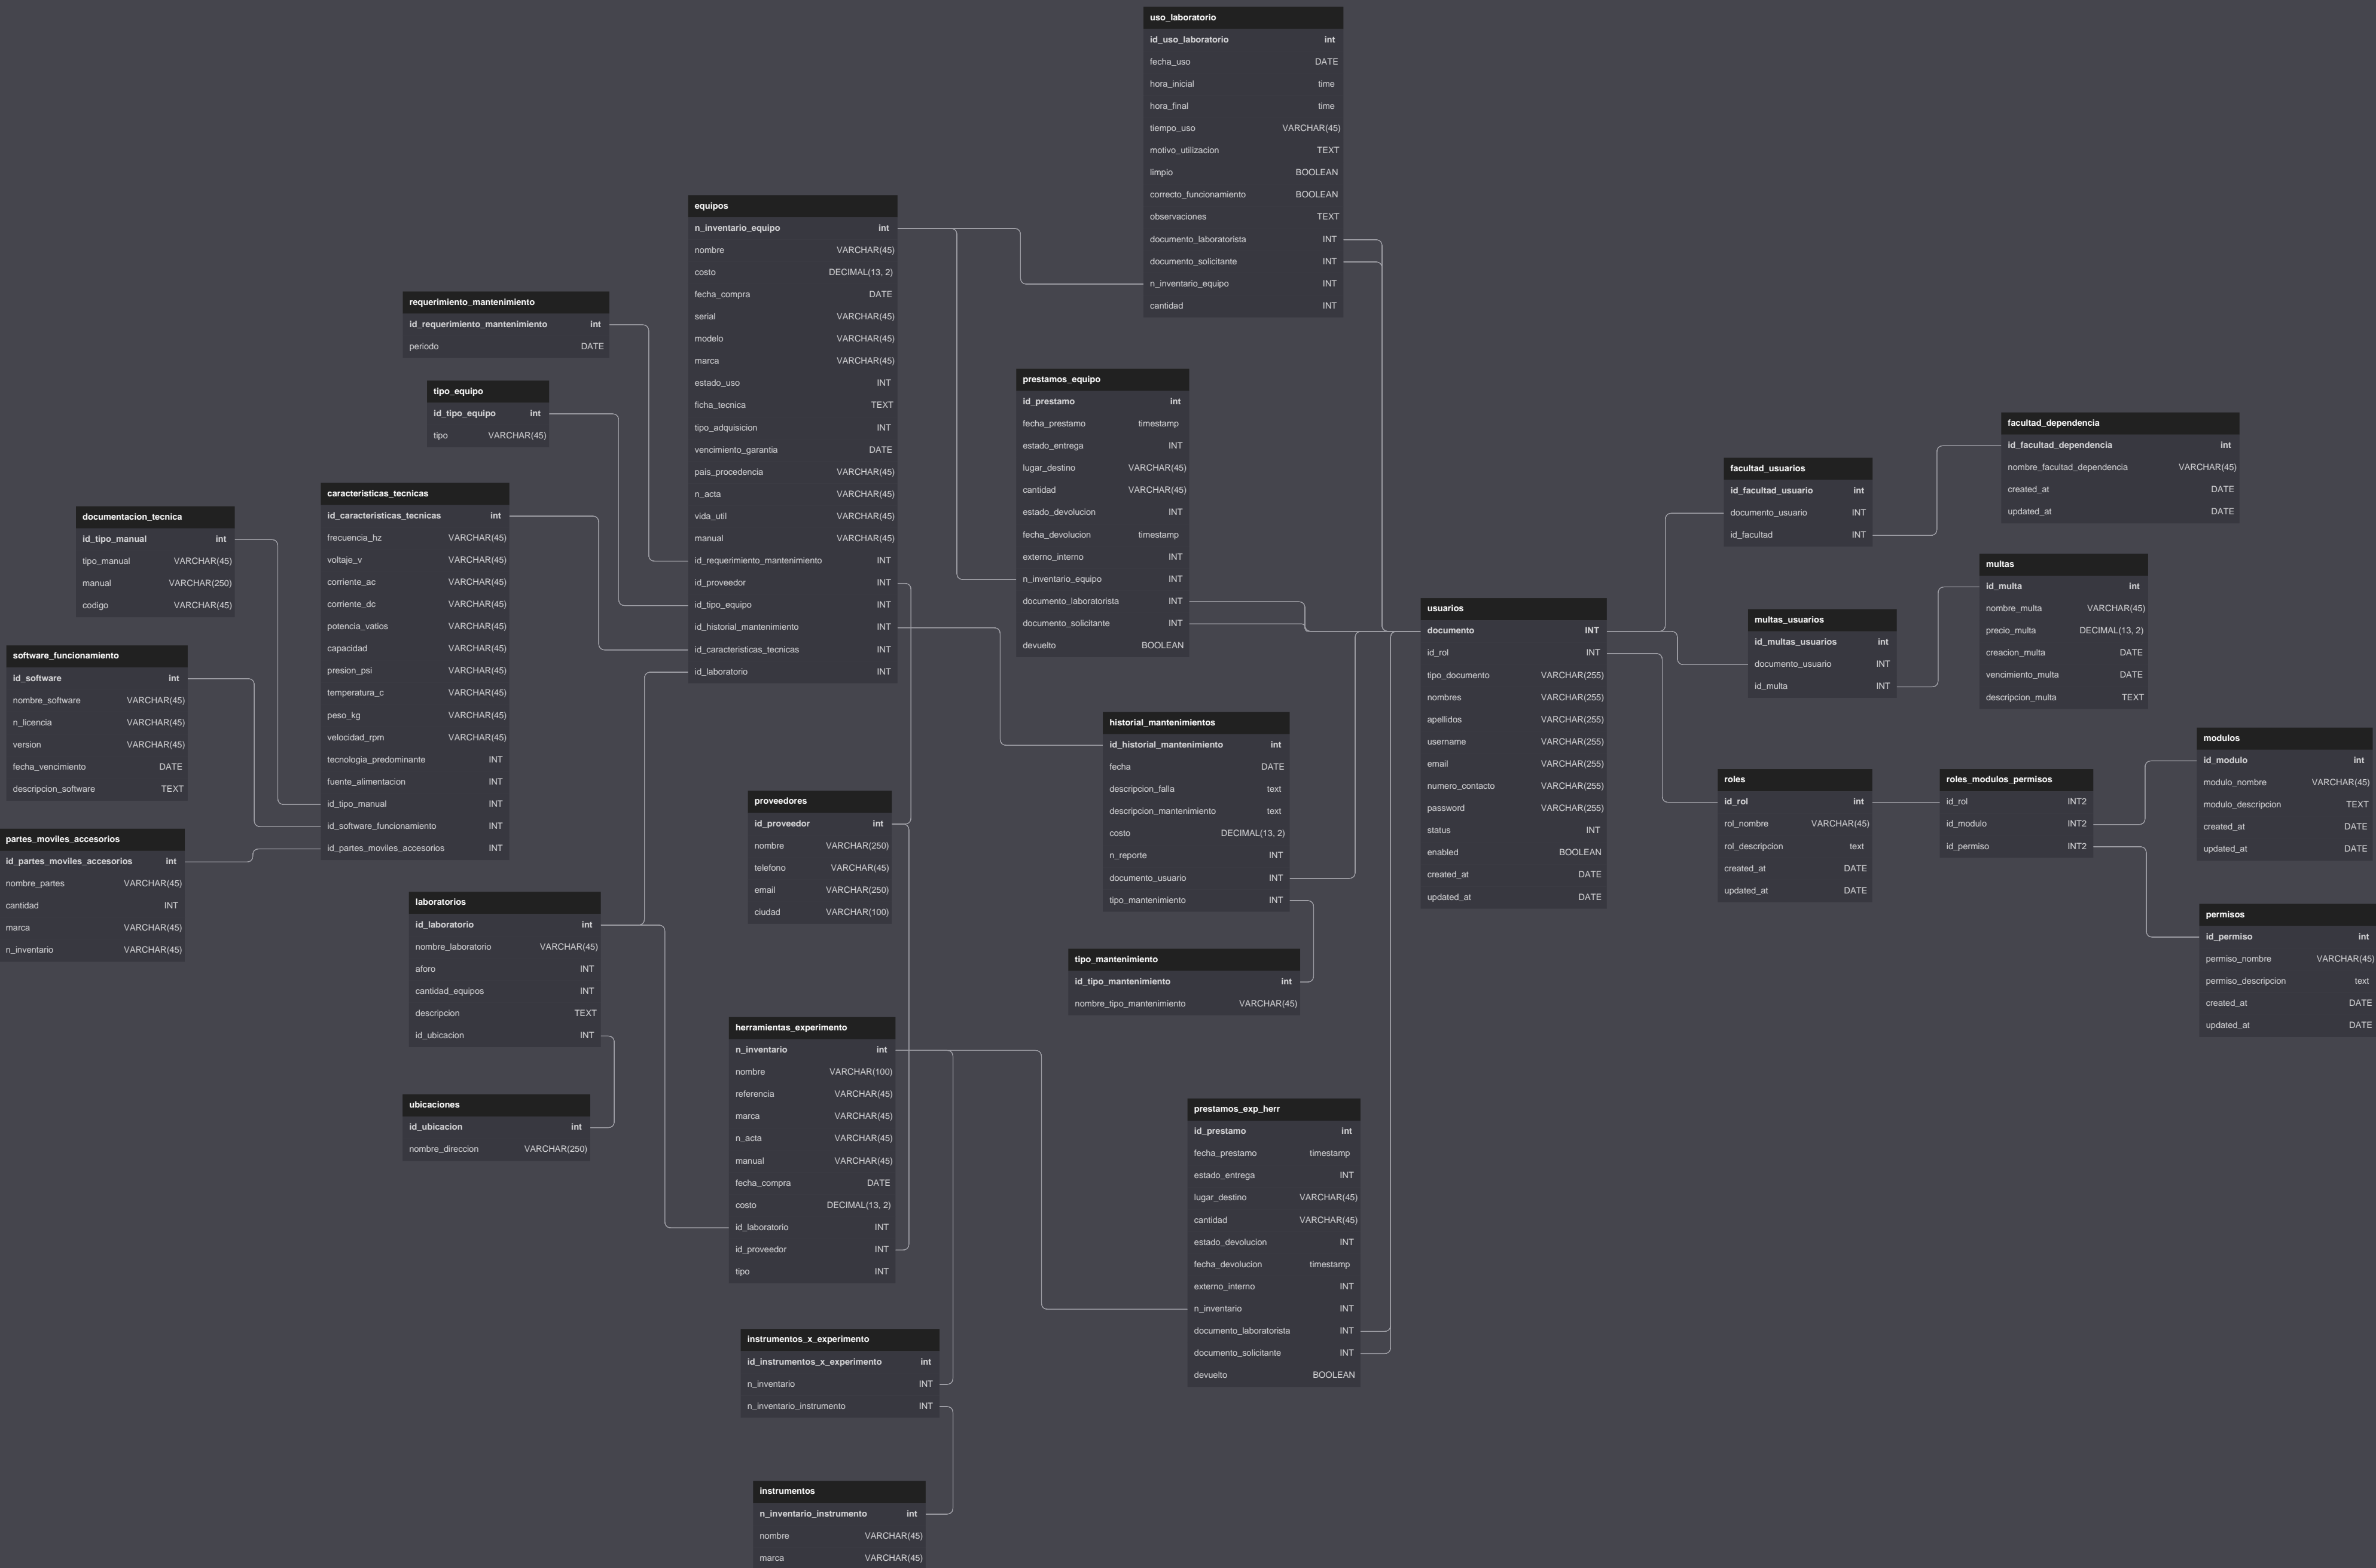 uso_laboratorio
id_uso_laboratorio int
fecha_uso DATE
hora_inicial time
hora_final time
tiempo_uso VARCHAR(45)
motivo_utilizacion TEXT
limpio BOOLEAN
correcto_funcionamiento BOOLEAN
observaciones TEXT
documento_laboratorista INT
documento_solicitante INT
n_inventario_equipo INT
cantidad INT
equipos
n_inventario_equipo int
nombre VARCHAR(45)
costo DECIMAL(13, 2)
fecha_compra DATE
serial VARCHAR(45)
modelo VARCHAR(45)
marca VARCHAR(45)
estado_uso INT
ficha_tecnica TEXT
tipo_adquisicion INT
vencimiento_garantia DATE
pais_procedencia VARCHAR(45)
n_acta VARCHAR(45)
vida_util VARCHAR(45)
manual VARCHAR(45)
id_requerimiento_mantenimiento INT
id_proveedor INT
id_tipo_equipo INT
id_historial_mantenimiento INT
id_caracteristicas_tecnicas INT
id_laboratorio INT
requerimiento_mantenimiento
id_requerimiento_mantenimiento int
periodo DATE
tipo_equipo
id_tipo_equipo int
tipo VARCHAR(45)
prestamos_equipo
id_prestamo int
fecha_prestamo timestamp
estado_entrega INT
lugar_destino VARCHAR(45)
cantidad VARCHAR(45)
estado_devolucion INT
fecha_devolucion timestamp
externo_interno INT
n_inventario_equipo INT
documento_laboratorista INT
documento_solicitante INT
devuelto BOOLEAN
facultad_dependencia
id_facultad_dependencia int
nombre_facultad_dependencia VARCHAR(45)
created_at DATE
updated_at DATE
facultad_usuarios
id_facultad_usuario int
documento_usuario INT
id_facultad INT
caracteristicas_tecnicas
id_caracteristicas_tecnicas int
frecuencia_hz VARCHAR(45)
voltaje_v VARCHAR(45)
corriente_ac VARCHAR(45)
corriente_dc VARCHAR(45)
potencia_vatios VARCHAR(45)
capacidad VARCHAR(45)
presion_psi VARCHAR(45)
temperatura_c VARCHAR(45)
peso_kg VARCHAR(45)
velocidad_rpm VARCHAR(45)
tecnologia_predominante INT
fuente_alimentacion INT
id_tipo_manual INT
id_software_funcionamiento INT
id_partes_moviles_accesorios INT
documentacion_tecnica
id_tipo_manual int
tipo_manual VARCHAR(45)
manual VARCHAR(250)
codigo VARCHAR(45)
multas
id_multa int
nombre_multa VARCHAR(45)
precio_multa DECIMAL(13, 2)
creacion_multa DATE
vencimiento_multa DATE
descripcion_multa TEXT
usuarios
documento INT
id_rol INT
tipo_documento VARCHAR(255)
nombres VARCHAR(255)
apellidos VARCHAR(255)
username VARCHAR(255)
email VARCHAR(255)
numero_contacto VARCHAR(255)
password VARCHAR(255)
status INT
enabled BOOLEAN
created_at DATE
updated_at DATE
multas_usuarios
id_multas_usuarios int
documento_usuario INT
id_multa INT
software_funcionamiento
id_software int
nombre_software VARCHAR(45)
n_licencia VARCHAR(45)
version VARCHAR(45)
fecha_vencimiento DATE
descripcion_software TEXT
historial_mantenimientos
id_historial_mantenimiento int
fecha DATE
descripcion_falla text
descripcion_mantenimiento text
costo DECIMAL(13, 2)
n_reporte INT
documento_usuario INT
tipo_mantenimiento INT
modulos
id_modulo int
modulo_nombre VARCHAR(45)
modulo_descripcion TEXT
created_at DATE
updated_at DATE
roles
id_rol int
rol_nombre VARCHAR(45)
rol_descripcion text
created_at DATE
updated_at DATE
roles_modulos_permisos
id_rol INT2
id_modulo INT2
id_permiso INT2
proveedores
id_proveedor int
nombre VARCHAR(250)
telefono VARCHAR(45)
email VARCHAR(250)
ciudad VARCHAR(100)
partes_moviles_accesorios
id_partes_moviles_accesorios int
nombre_partes VARCHAR(45)
cantidad INT
marca VARCHAR(45)
n_inventario VARCHAR(45)
laboratorios
id_laboratorio int
nombre_laboratorio VARCHAR(45)
aforo INT
cantidad_equipos INT
descripcion TEXT
id_ubicacion INT
permisos
id_permiso int
permiso_nombre VARCHAR(45)
permiso_descripcion text
created_at DATE
updated_at DATE
tipo_mantenimiento
id_tipo_mantenimiento int
nombre_tipo_mantenimiento VARCHAR(45)
herramientas_experimento
n_inventario int
nombre VARCHAR(100)
referencia VARCHAR(45)
marca VARCHAR(45)
n_acta VARCHAR(45)
manual VARCHAR(45)
fecha_compra DATE
costo DECIMAL(13, 2)
id_laboratorio INT
id_proveedor INT
tipo INT
ubicaciones
id_ubicacion int
nombre_direccion VARCHAR(250)
prestamos_exp_herr
id_prestamo int
fecha_prestamo timestamp
estado_entrega INT
lugar_destino VARCHAR(45)
cantidad VARCHAR(45)
estado_devolucion INT
fecha_devolucion timestamp
externo_interno INT
n_inventario INT
documento_laboratorista INT
documento_solicitante INT
devuelto BOOLEAN
instrumentos_x_experimento
id_instrumentos_x_experimento int
n_inventario INT
n_inventario_instrumento INT
instrumentos
n_inventario_instrumento int
nombre VARCHAR(45)
marca VARCHAR(45)